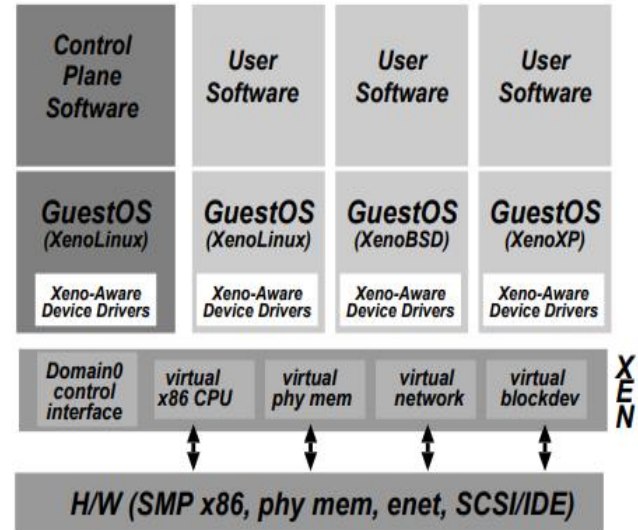 Control
Plane
Software
User
Software
User
Software
User
Software
GuestOS
(XenoLinux)
Xeno-Aware
Device Drivers
GuestOS
(XenoLinux)
Xeno-Aware
Device Drivers
GuestOS
(XenoBSD)
Xeno-Aware
Device Drivers
GuestOS
(XenoXP)
Xeno-Aware
Device Drivers
Domain0
control
interface
virtual
x86 CPU
virtual
phy mem
virtual
network
virtual
blockdev
XEN
H/W (SMP x86, phy mem, enet, SCSI/IDE)